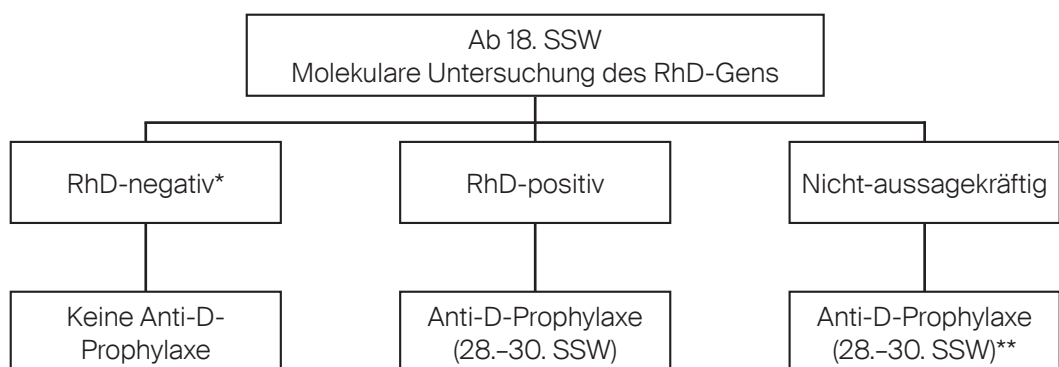 Ab 18. SSW
Molekulare Untersuchung des RhD-Gens
RhD-negativ*
RhD-positiv
Nicht-aussagekräftig
Keine Anti-D-
Prophylaxe
Anti-D-Prophylaxe
(28.–30. SSW)
Anti-D-Prophylaxe
(28.–30. SSW)**